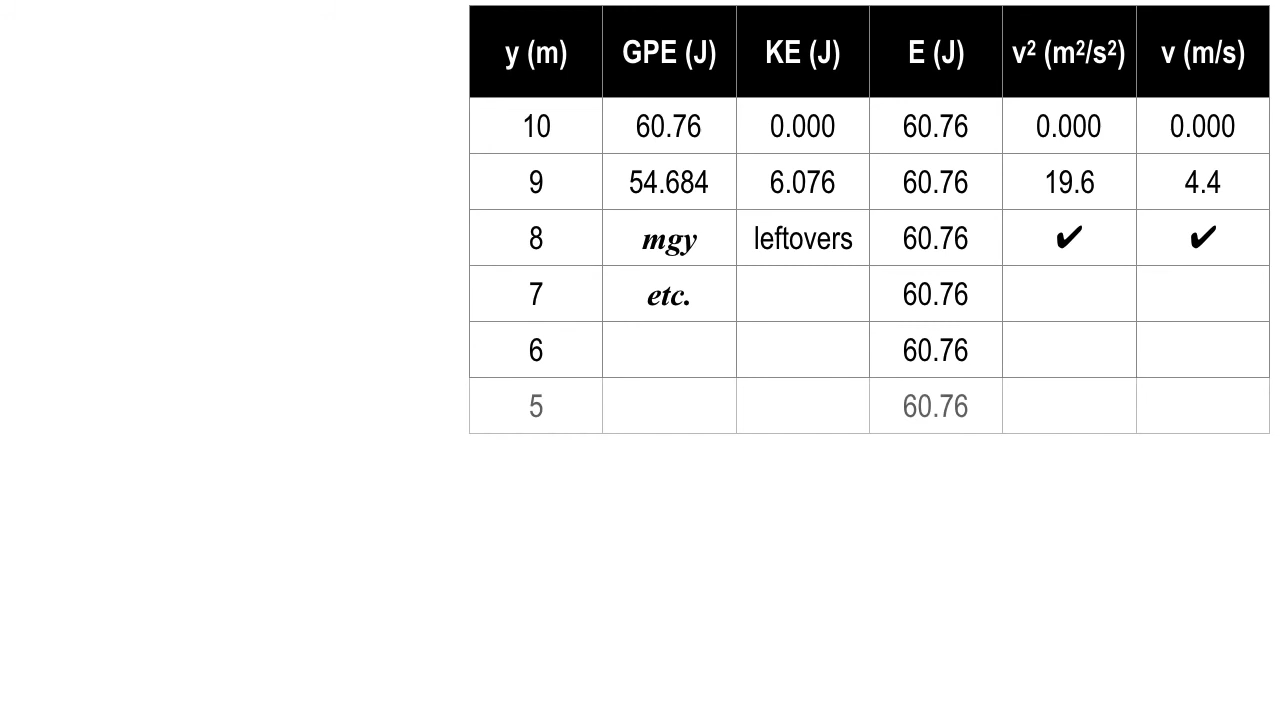 y (m) GPE (J) KE (J) E (J) v² (m²/s²) v (m/s)
10 60.76 0.000 60.76 0.000 0.000
9 54.684 6.076 60.76 19.6 4.4
8 mgy leftovers 60.76 ✔ ✔
7 etc. 60.76
6 60.76
5 60.76